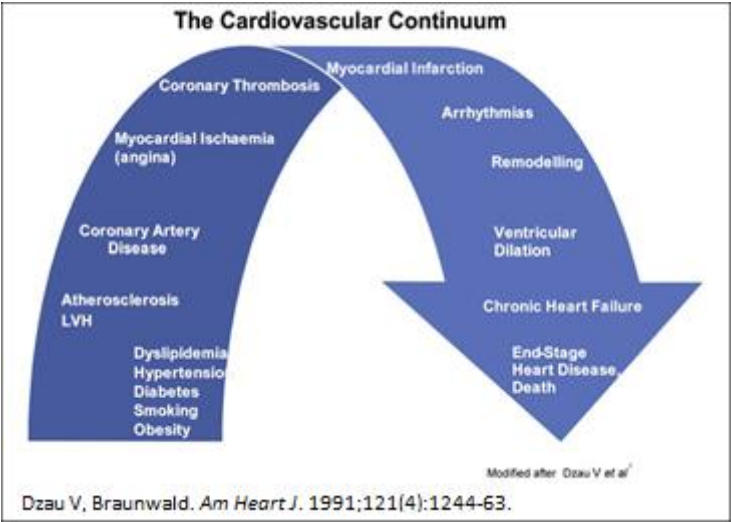 The Cardiovascular Continuum
Coronary Thrombosis
Myocardial Ischaemia
(angina)
Coronary Artery
Disease
Atherosclerosis
LVH
Dyslipidemia
Hypertension
Diabetes
Smoking
Obesity
Myocardial Infarction
Arrhythmias
Remodelling
Ventricular
Dilation
Chronic Heart Failure
End-Stage
Heart Disease,
Death
Modified after Dzau V et al¹
Dzau V, Braunwald. Am Heart J. 1991;121(4):1244-63.